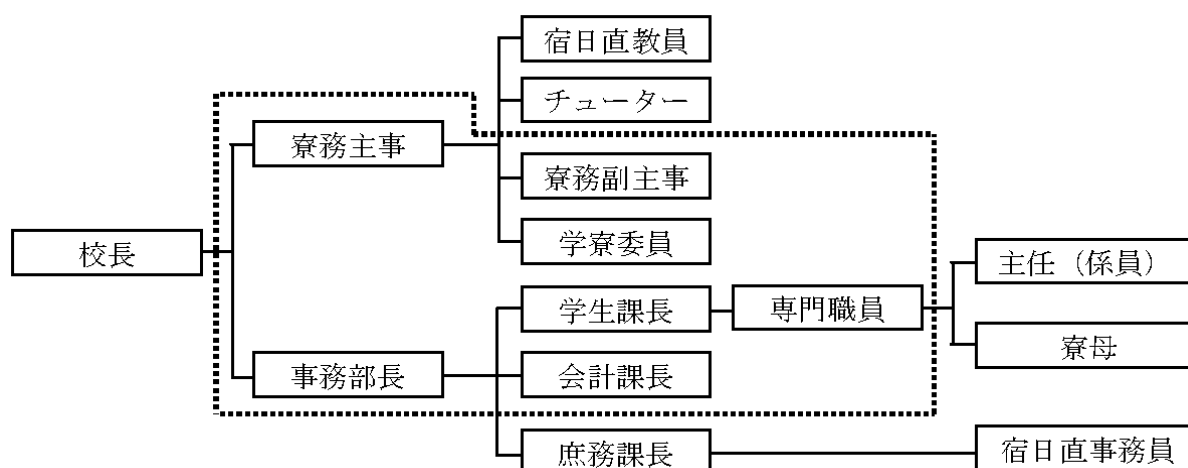 宿日直教員
チューター
寮務主事
寮務副主事
校長
学寮委員
主任（係員）
学生課長
専門職員
寮母
事務部長
会計課長
庶務課長
宿日直事務員